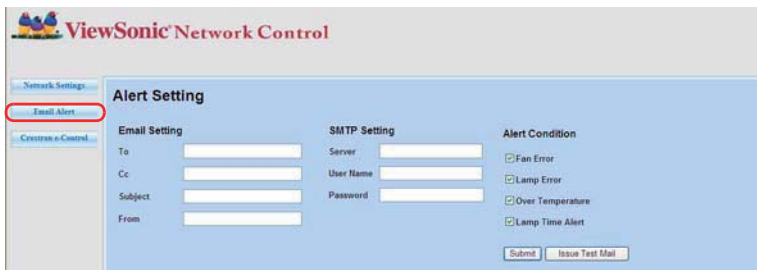 ViewSonic® Network Control
Network Settings
Email Alert
Crestron e-Control
Alert Setting
Email Setting
To
Cc
Subject
From
SMTP Setting
Server
User Name
Password
Alert Condition
Fan Error
Lamp Error
Over Temperature
Lamp Time Alert
Submit
Issue Test Mail